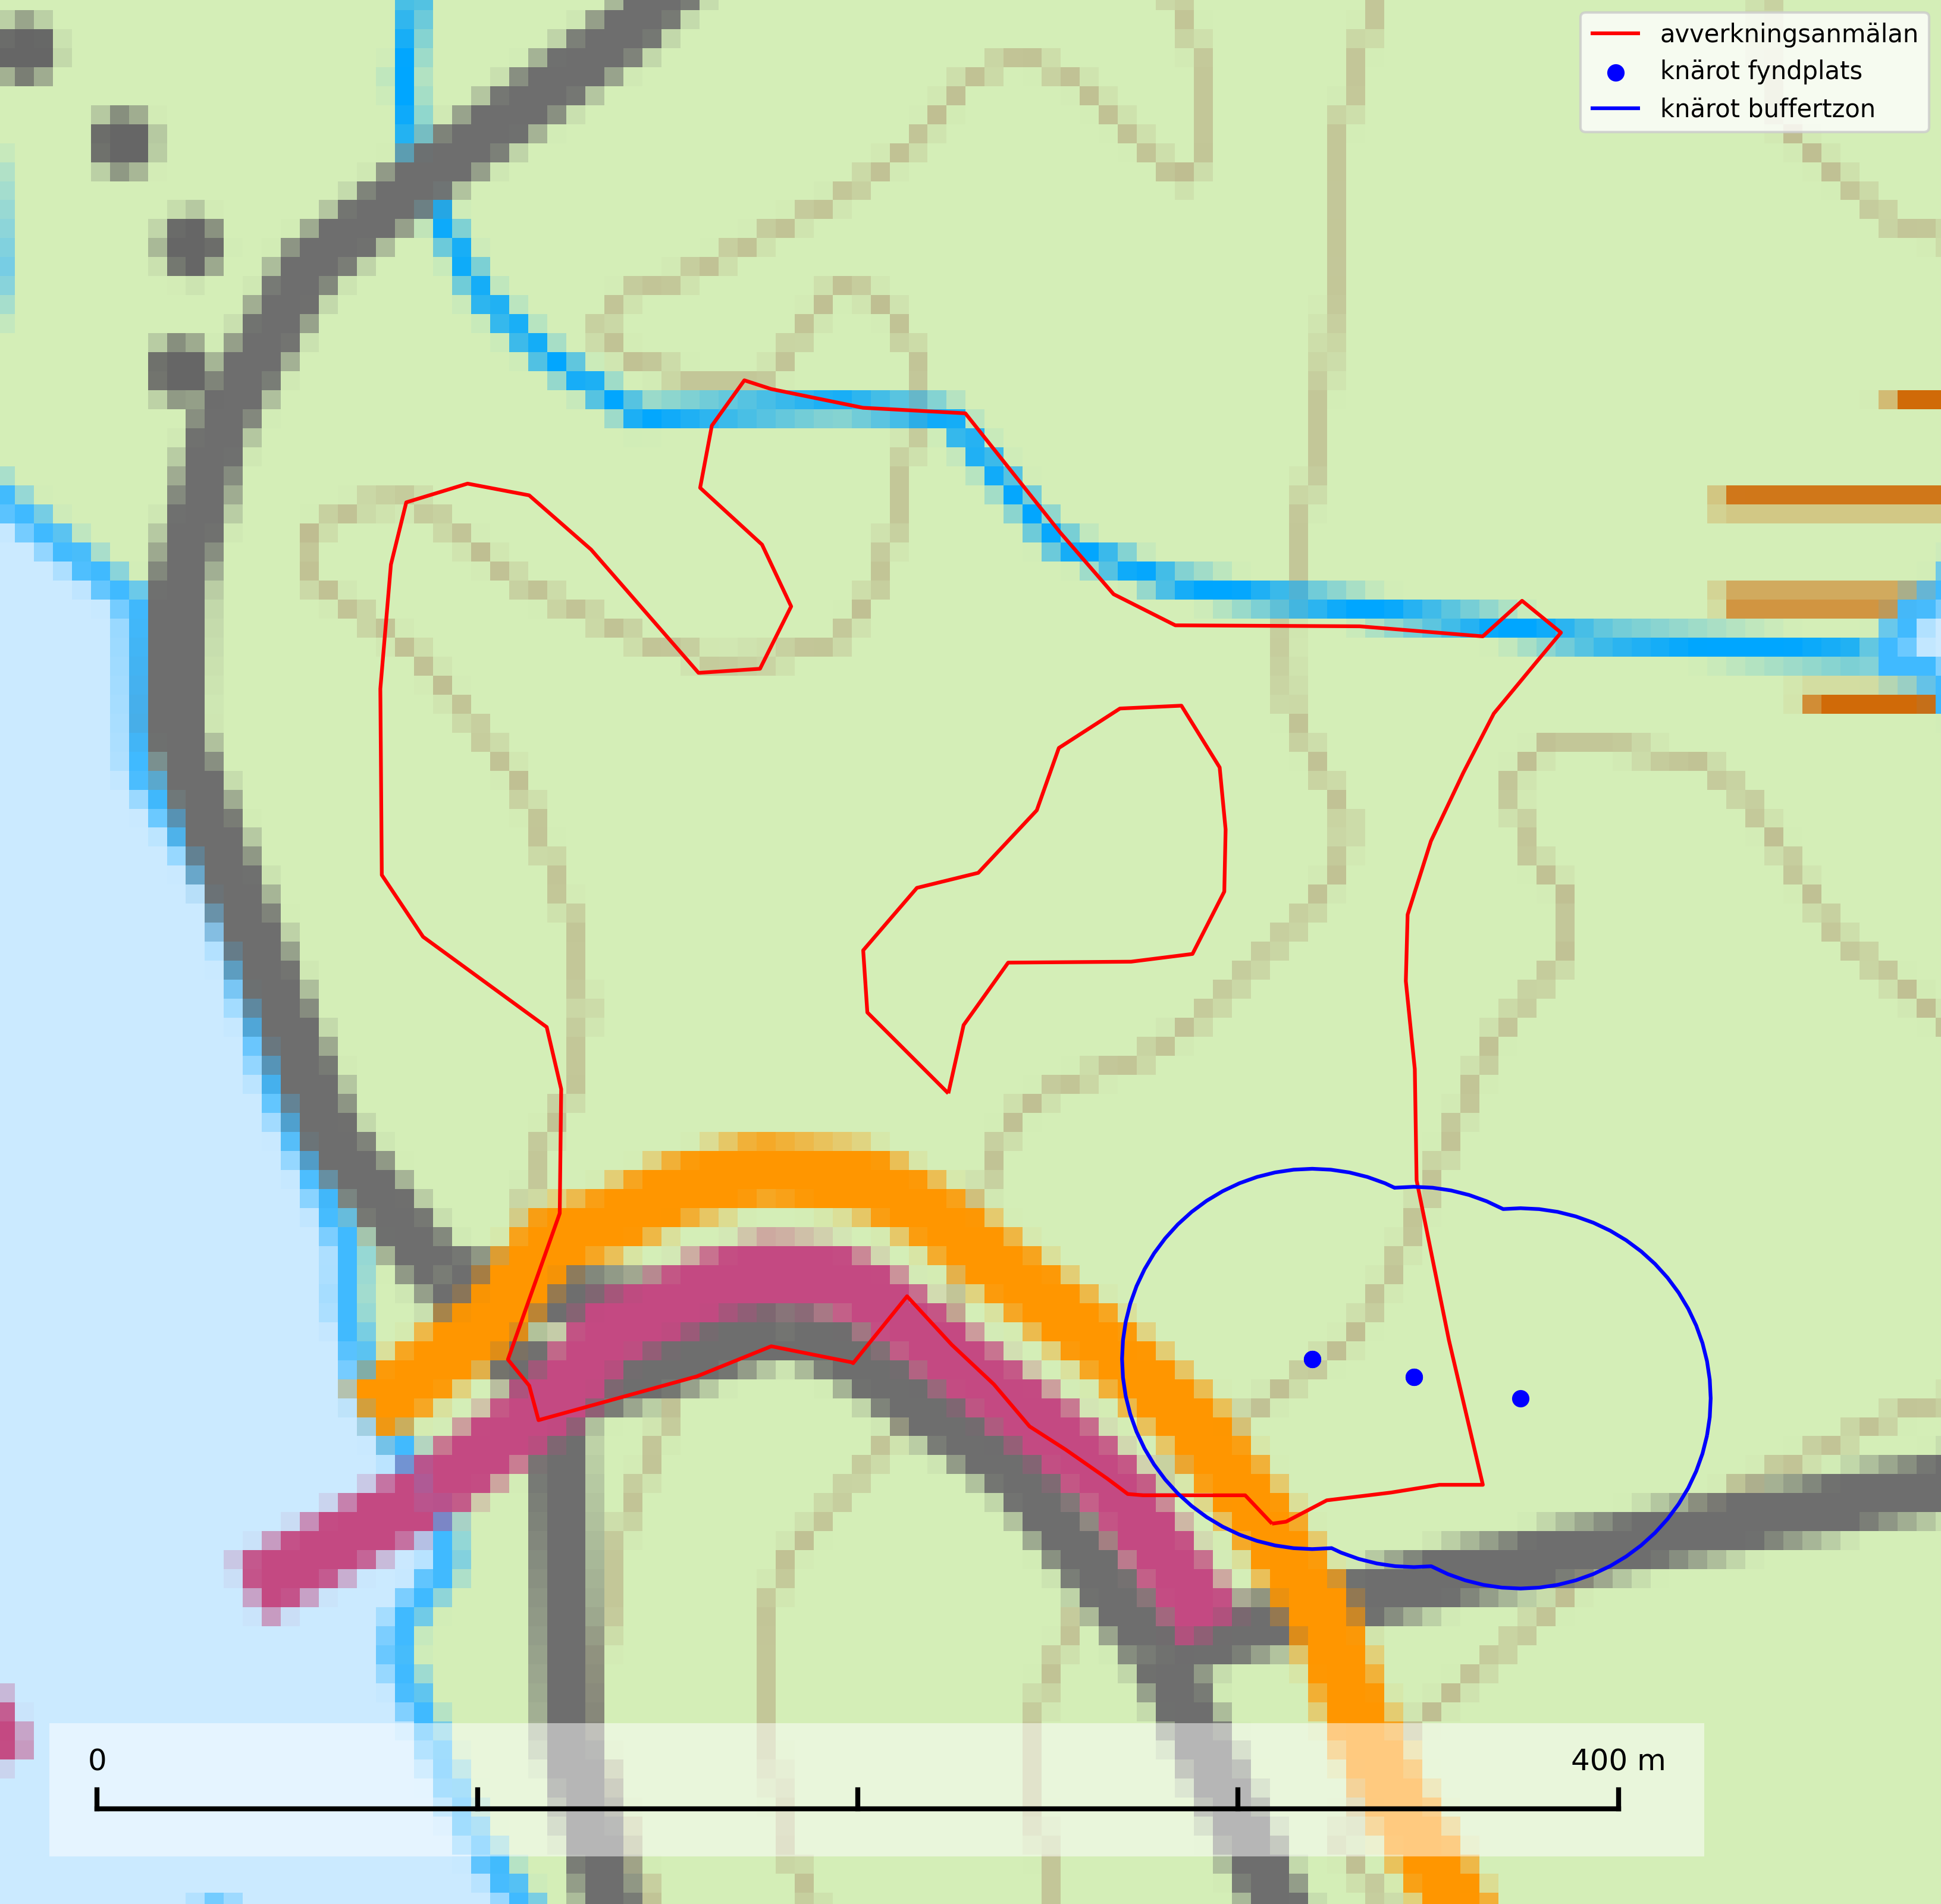 avverkningsanmälan
knärot fyndplats
knärot buffertzon
0
400 m